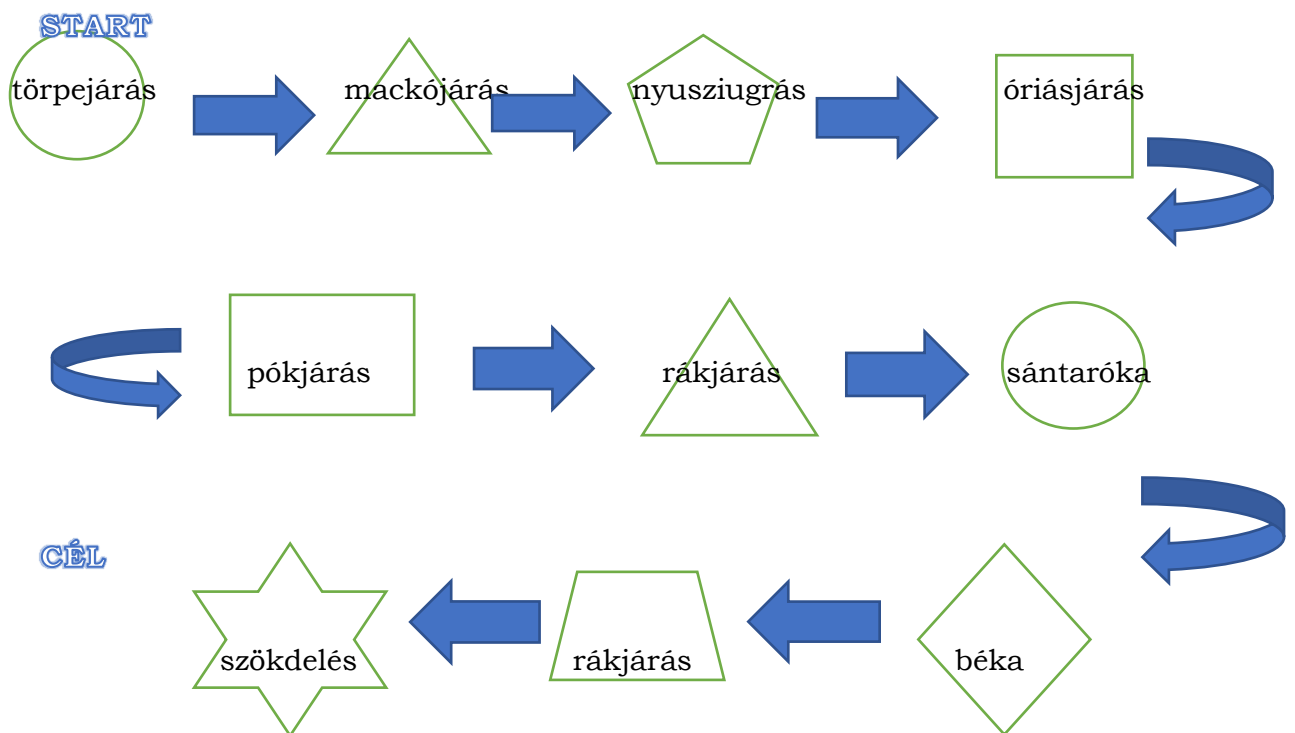 START
törpejárás mackójárás nyusziugrás óriásjárás
pókjárás rákjárás sántaróka
CÉL
szökdelés rákjárás béka